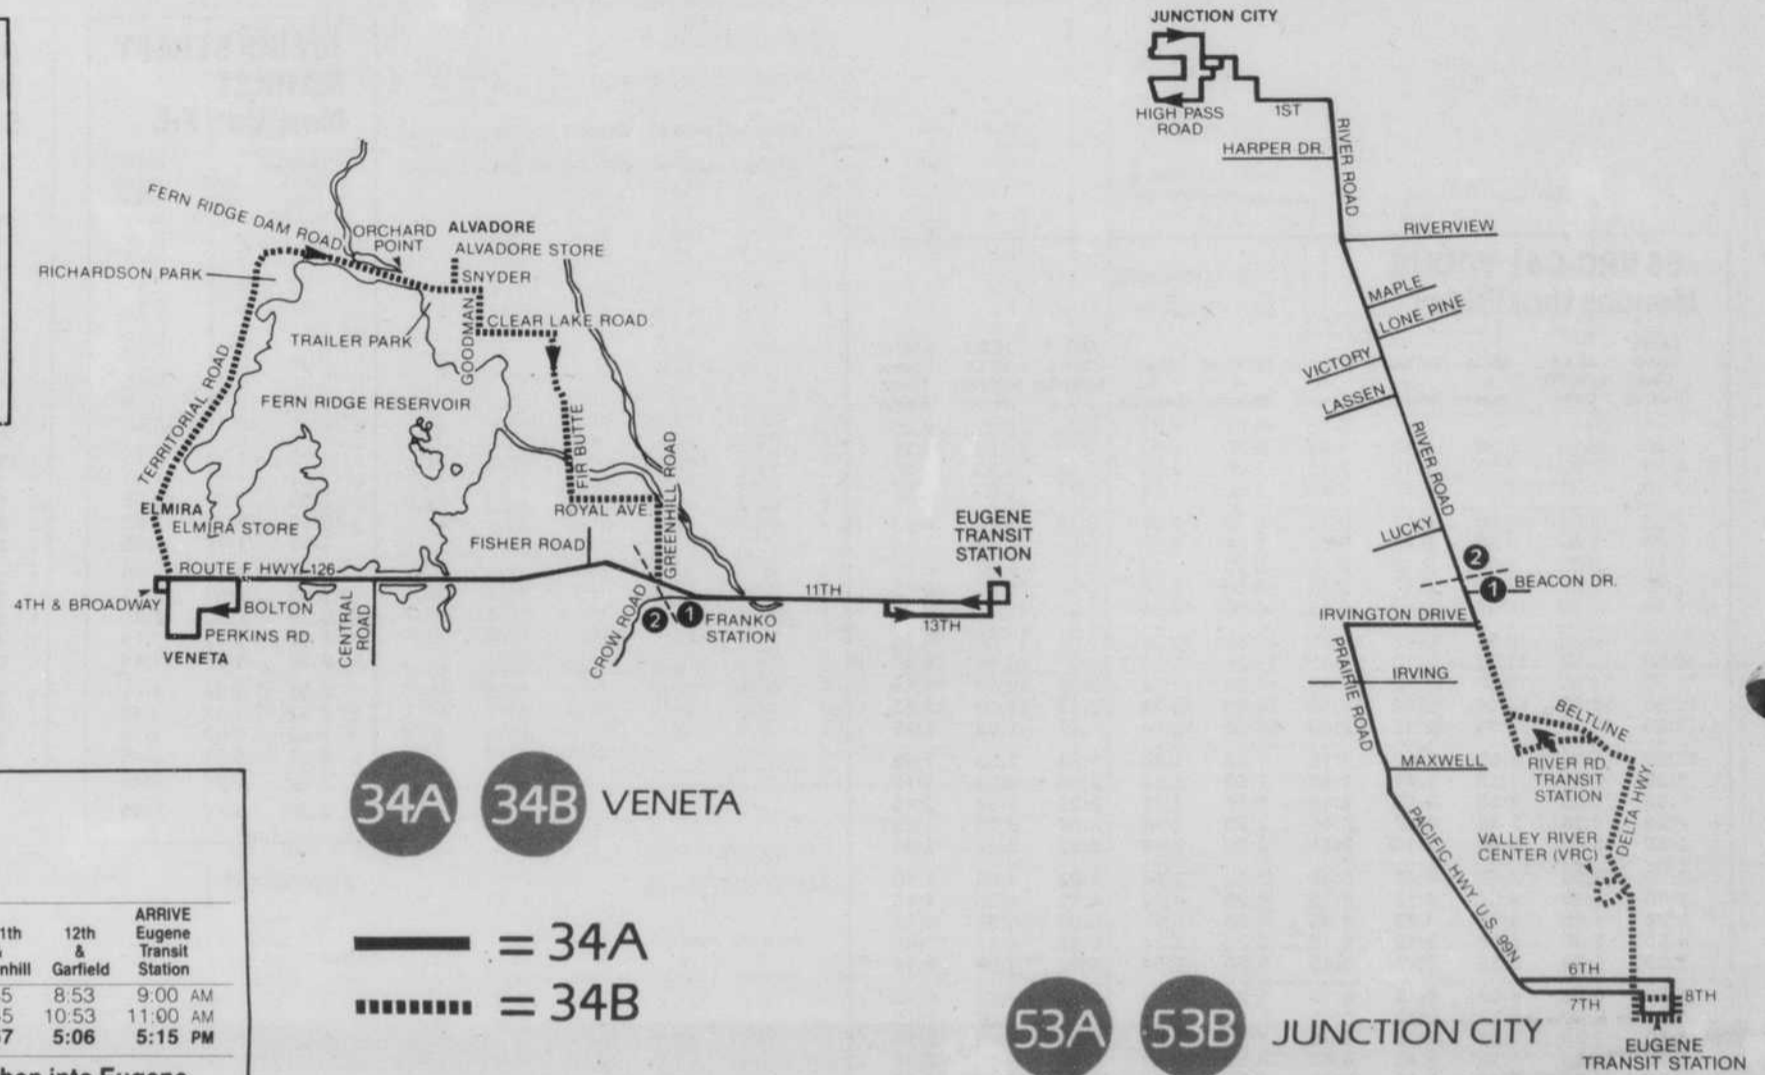 JUNCTION CITY
HIGH PASS
ROAD
1ST
HARPER DR.
RIVER ROAD
RIVERVIEW
MAPLE
LONE PINE
VICTORY
LASSEN
RIVER ROAD
LUCKY
2
1
BEACON DR.
IRVINGTON DRIVE
PRAIRIE ROAD
IRVING
BELTLINE
MAXWELL
RIVER RD.
TRANSIT
STATION
DELTA HWY.
PACIFIC HWY. U.S. 99N
VALLEY RIVER
CENTER (VRC)
6TH
7TH
8TH
EUGENE
TRANSIT STATION
53A 53B JUNCTION CITY
FERN RIDGE DAM ROAD
ORCHARD
POINT
ALVADORE
ALVADORE STORE
RICHARDSON PARK
SNYDER
GOODMAN
CLEAR LAKE ROAD
TRAILER PARK
TERRITORIAL ROAD
FERN RIDGE RESERVOIR
FIR BUTTE
GREENHILL ROAD
ELMIRA
ELMIRA STORE
ROYAL AVE.
FISHER ROAD
EUGENE
TRANSIT
STATION
ROUTE F HWY 126
4TH & BROADWAY
BOLTON
PERKINS RD.
VENETA
CENTRAL
ROAD
CROW ROAD
2
1
FRANKO
STATION
11TH
13TH
34A 34B VENETA
= 34A
= 34B
ARRIVE
12th Eugene
& Transit
Garfield Station
8:53 9:00 AM
10:53 11:00 AM
5:06 5:15 PM
into Eugene